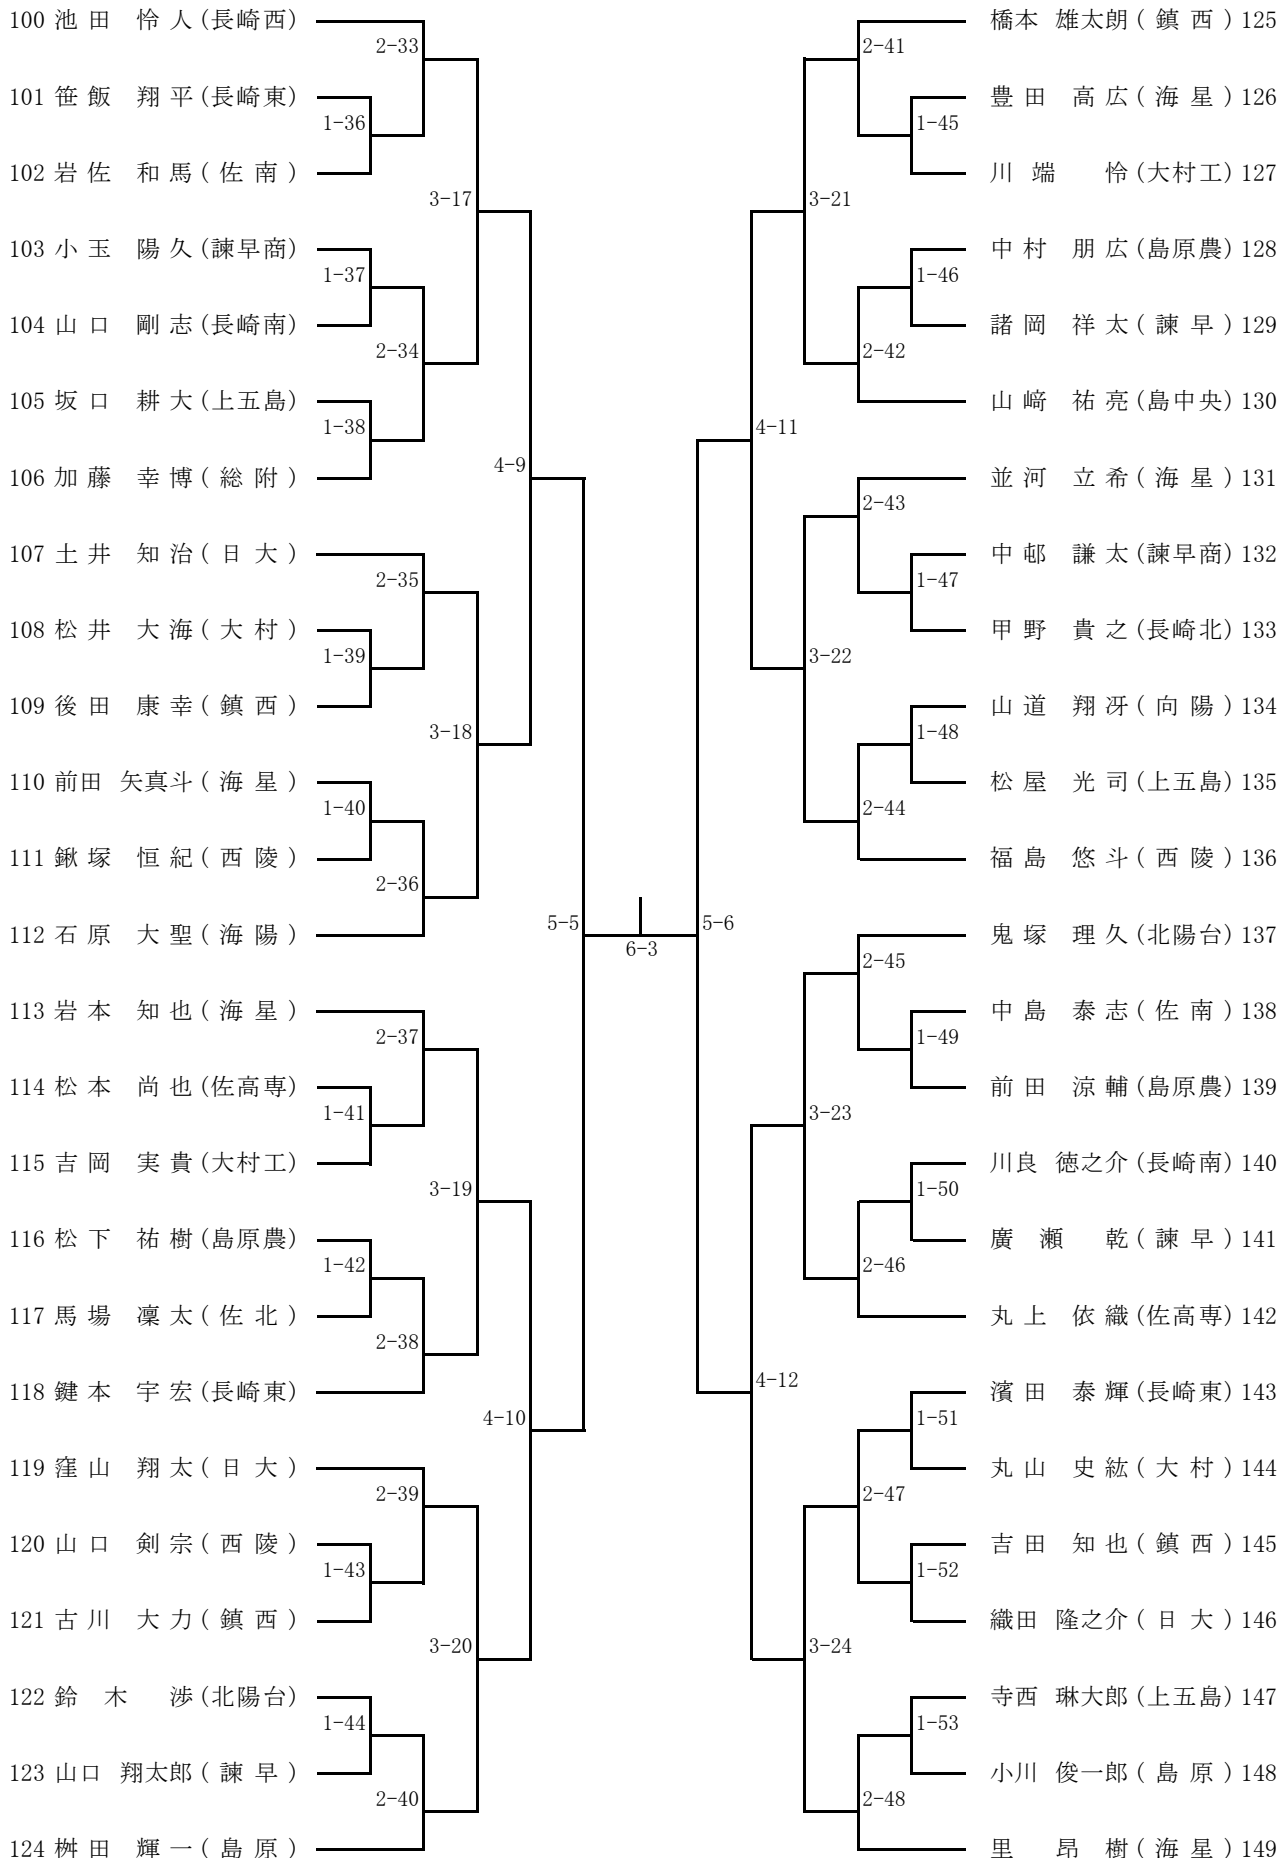 100 池田 怜人 (長崎西)
2-33
101 笹飯 翔平 (長崎東)
1-36
102 岩佐 和馬 (佐南)
3-17
103 小玉 陽久 (諫早商)
1-37
104 山口 剛志 (長崎南)
2-34
105 坂口 耕大 (上五島)
1-38
4-9
106 加藤 幸博 (総附)
107 土井 知治 (日大)
2-35
108 松井 大海 (大村)
1-39
109 後田 康幸 (鎮西)
3-18
110 前田 矢真斗 (海星)
1-40
111 鍬塚 恒紀 (西陵)
2-36
112 石原 大聖 (海陽)
5-5
6-3
113 岩本 知也 (海星)
2-37
114 松本 尚也 (佐高専)
1-41
115 吉岡 実貴 (大村工)
3-19
116 松下 祐樹 (島原農)
1-42
117 馬場 凜太 (佐北)
2-38
118 鍵本 宇宏 (長崎東)
4-10
119 窪山 翔太 (日大)
2-39
120 山口 剣宗 (西陵)
1-43
121 古川 大力 (鎮西)
3-20
122 鈴木 渉 (北陽台)
1-44
123 山口 翔太郎 (諫早)
2-40
124 桝田 輝一 (島原)
橋本 雄太朗 (鎮西) 125
2-41
豊田 高広 (海星) 126
1-45
川端 怜 (大村工) 127
3-21
中村 朋広 (島原農) 128
1-46
諸岡 祥太 (諫早) 129
2-42
山﨑 祐亮 (島中央) 130
4-11
並河 立希 (海星) 131
2-43
中邨 謙太 (諫早商) 132
1-47
甲野 貴之 (長崎北) 133
3-22
山道 翔冴 (向陽) 134
1-48
松屋 光司 (上五島) 135
2-44
福島 悠斗 (西陵) 136
5-6
鬼塚 理久 (北陽台) 137
2-45
中島 泰志 (佐南) 138
1-49
前田 涼輔 (島原農) 139
3-23
川良 徳之介 (長崎南) 140
1-50
廣瀬 乾 (諫早) 141
2-46
丸上 依織 (佐高専) 142
4-12
濱田 泰輝 (長崎東) 143
1-51
丸山 史紘 (大村) 144
2-47
吉田 知也 (鎮西) 145
1-52
織田 隆之介 (日大) 146
3-24
寺西 琳太郎 (上五島) 147
1-53
小川 俊一郎 (島原) 148
2-48
里 昂樹 (海星) 149